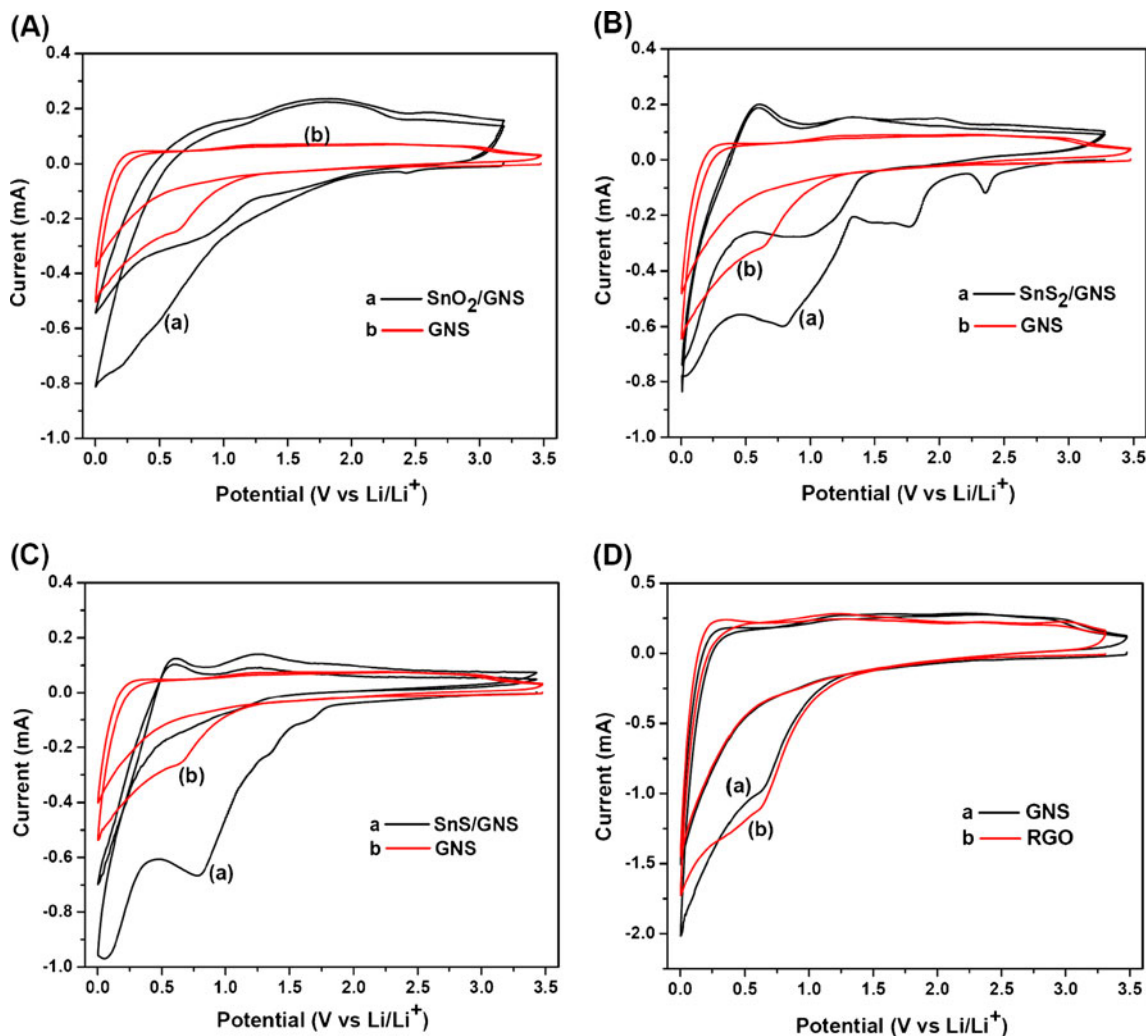 (A)
0.4
0.2
0.0
-0.2
-0.4
-0.6
-0.8
-1.0
Current (mA)
(b)
(a)
a SnO2/GNS
b GNS
0.0 0.5 1.0 1.5 2.0 2.5 3.0 3.5
Potential (V vs Li/Li+)
(B)
0.4
0.2
0.0
-0.2
-0.4
-0.6
-0.8
-1.0
Current (mA)
(b)
(a)
a SnS2/GNS
b GNS
0.0 0.5 1.0 1.5 2.0 2.5 3.0 3.5
Potential (V vs Li/Li+)
(C)
0.4
0.2
0.0
-0.2
-0.4
-0.6
-0.8
-1.0
Current (mA)
(b)
(a)
a SnS/GNS
b GNS
0.0 0.5 1.0 1.5 2.0 2.5 3.0 3.5
Potential (V vs Li/Li+)
(D)
0.5
0.0
-0.5
-1.0
-1.5
-2.0
Current (mA)
(a)
(b)
a GNS
b RGO
0.0 0.5 1.0 1.5 2.0 2.5 3.0 3.5
Potential (V vs Li/Li+)